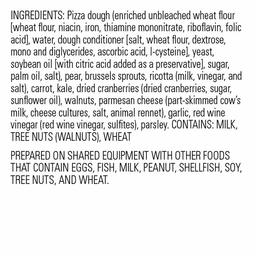 INGREDIENTS: Pizza dough (enriched unbleached wheat flour
[wheat flour, niacin, iron, thiamine mononitrate, riboflavin, folic
acid], water, dough conditioner [salt, wheat flour, dextrose,
mono and diglycerides, ascorbic acid, l-cysteine], yeast,
soybean oil [with citric acid added as a preservative], sugar,
palm oil, salt), pear, brussels sprouts, ricotta (milk, vinegar, and
salt), carrot, kale, dried cranberries (dried cranberries, sugar,
sunflower oil), walnuts, parmesan cheese (part-skimmed cow's
milk, cheese cultures, salt, animal rennet), garlic, red wine
vinegar (red wine vinegar, sulfites), parsley. CONTAINS: MILK,
TREE NUTS (WALNUTS), WHEAT
PREPARED ON SHARED EQUIPMENT WITH OTHER FOODS
THAT CONTAIN EGGS, FISH, MILK, PEANUT, SHELLFISH, SOY,
TREE NUTS, AND WHEAT.